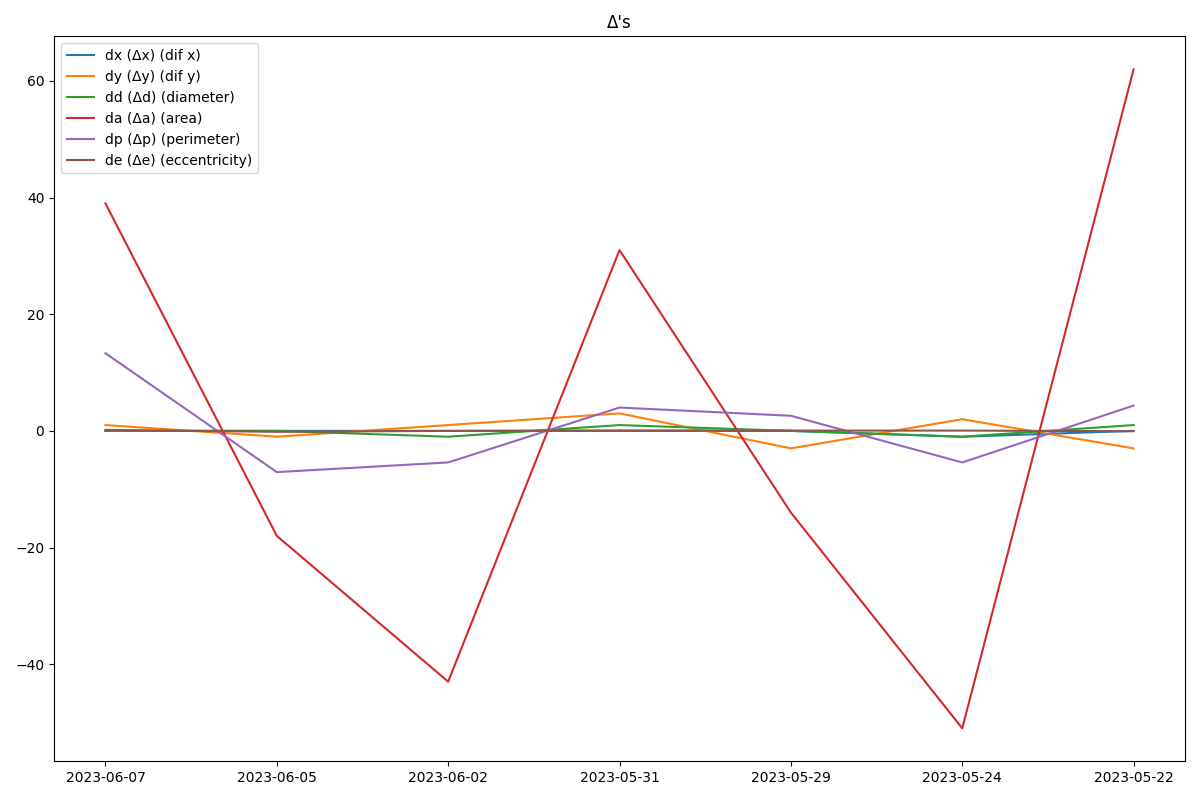 Δ's
dx (Δx) (dif x)
dy (Δy) (dif y)
dd (Δd) (diameter)
da (Δa) (area)
dp (Δp) (perimeter)
de (Δe) (eccentricity)
60
40
20
0
−20
−40
2023-06-07 2023-06-05 2023-06-02 2023-05-31 2023-05-29 2023-05-24 2023-05-22